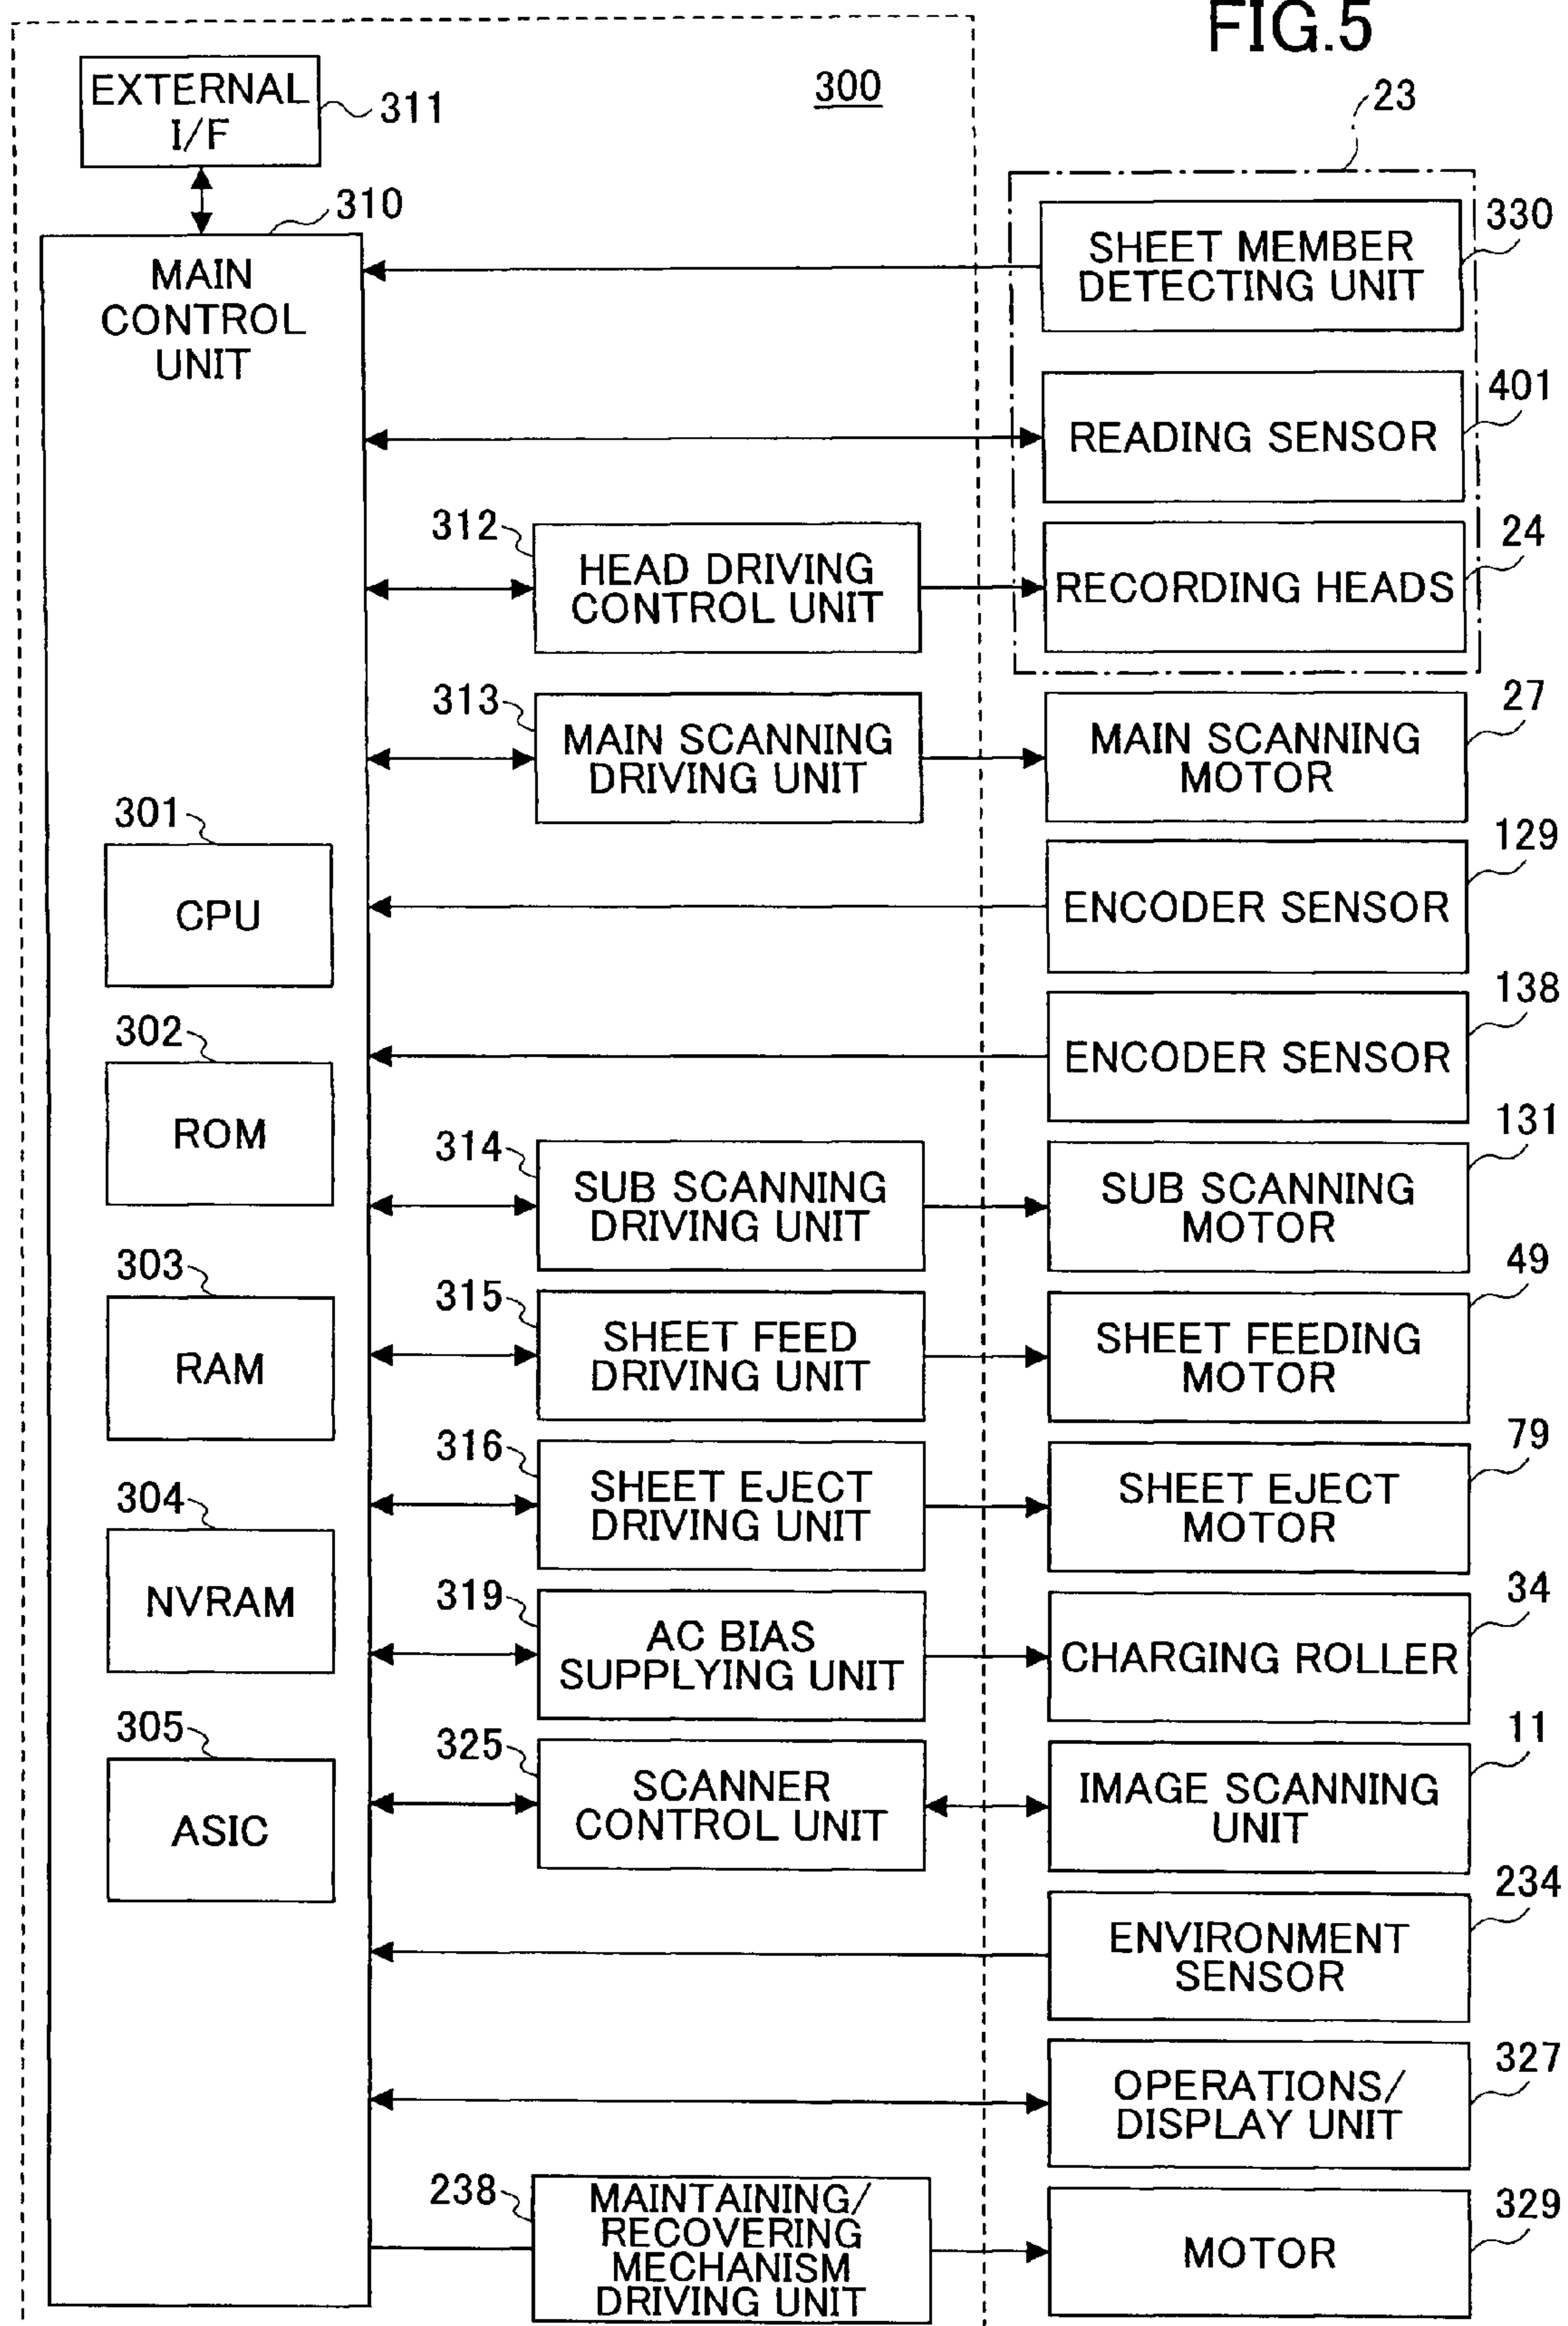 FIG.5
EXTERNAL
I/F
311
300
23
310
MAIN
CONTROL
UNIT
330
SHEET MEMBER
DETECTING UNIT
401
READING SENSOR
312
HEAD DRIVING
CONTROL UNIT
24
RECORDING HEADS
313
MAIN SCANNING
DRIVING UNIT
27
MAIN SCANNING
MOTOR
301
CPU
129
ENCODER SENSOR
302
ROM
138
ENCODER SENSOR
314
SUB SCANNING
DRIVING UNIT
131
SUB SCANNING
MOTOR
303
RAM
315
SHEET FEED
DRIVING UNIT
49
SHEET FEEDING
MOTOR
304
NVRAM
316
SHEET EJECT
DRIVING UNIT
79
SHEET EJECT
MOTOR
319
AC BIAS
SUPPLYING UNIT
34
CHARGING ROLLER
305
ASIC
325
SCANNER
CONTROL UNIT
11
IMAGE SCANNING
UNIT
234
ENVIRONMENT
SENSOR
327
OPERATIONS/
DISPLAY UNIT
238
MAINTAINING/
RECOVERING
MECHANISM
DRIVING UNIT
329
MOTOR